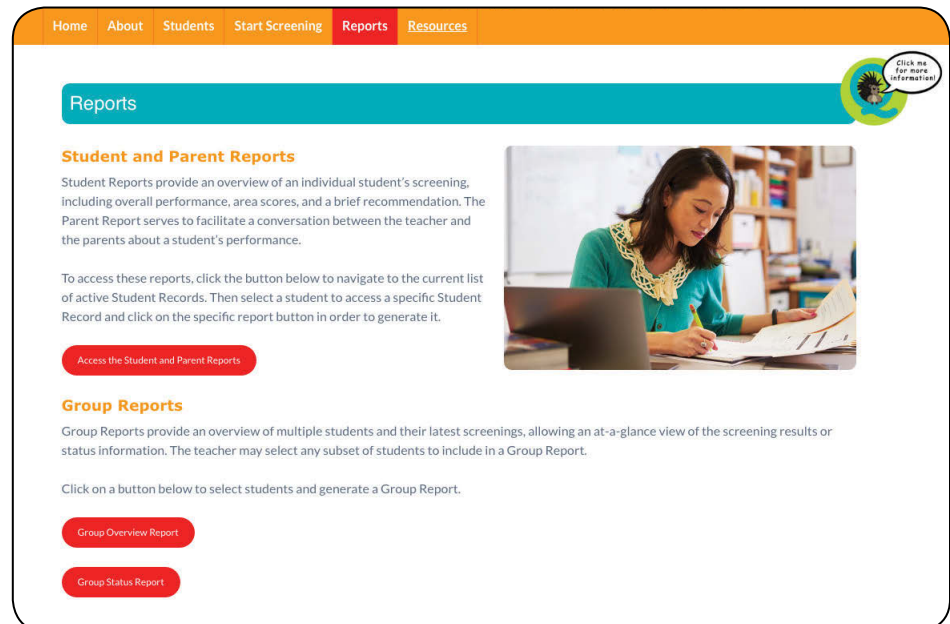 Home About Students Start Screening Reports Resources
Click me
for more
information!
Reports
Student and Parent Reports
Student Reports provide an overview of an individual student's screening,
including overall performance, area scores, and a brief recommendation. The
Parent Report serves to facilitate a conversation between the teacher and
the parents about a student's performance.
To access these reports, click the button below to navigate to the current list
of active Student Records. Then select a student to access a specific Student
Record and click on the specific report button in order to generate it.
Access the Student and Parent Reports
Group Reports
Group Reports provide an overview of multiple students and their latest screenings, allowing an at-a-glance view of the screening results or
status information. The teacher may select any subset of students to include in a Group Report.
Click on a button below to select students and generate a Group Report.
Group Overview Report
Group Status Report